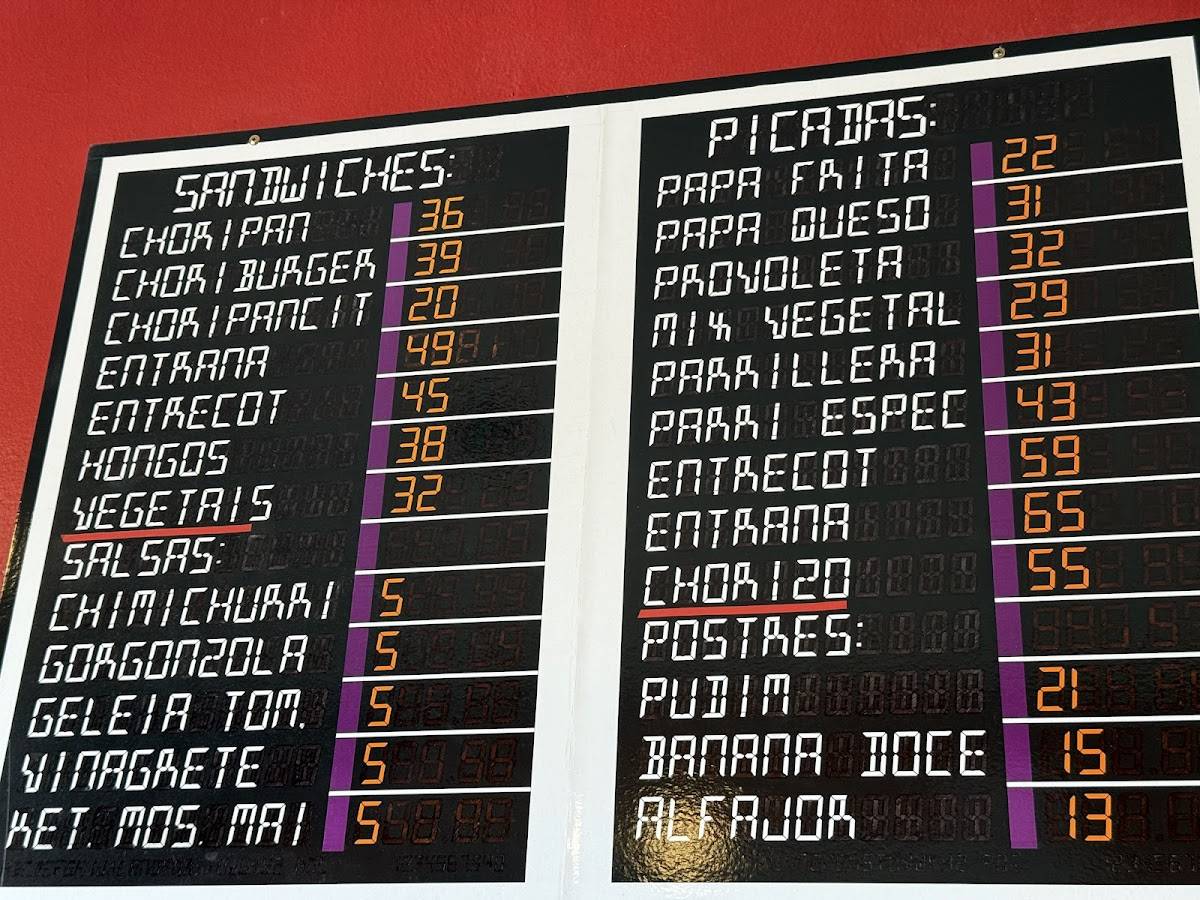 SANDWICHES:
CHORIPAN 36
CHORI BURGER 39
CHORIPANCIT 20
ENTRANA 49
ENTRECOT 45
HONGOS 38
VEGETAIS 32
SALSAS:
CHIMICHURRI 5
GORGONZOLA 5
GELEIA TOM. 5
VINAGRETE 5
KET. MOS. MAI 5
PICADAS:
PAPA FRITA 22
PAPA QUESO 31
PROVOLETA 32
MIX VEGETAL 29
PARRILLERA 31
PARRI ESPEC 43
ENTRECOT 59
ENTRANA 65
CHORIZO 55
POSTRES:
PUDIM 21
BANANA DOCE 15
ALFAJOR 13